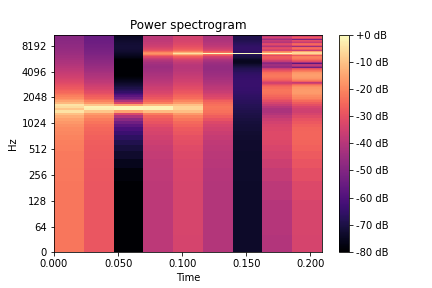 Power spectrogram
Hz
8192
4096
2048
1024
512
256
128
64
0
0.000 0.050 0.100 0.150 0.200
Time
+0 dB
-10 dB
-20 dB
-30 dB
-40 dB
-50 dB
-60 dB
-70 dB
-80 dB